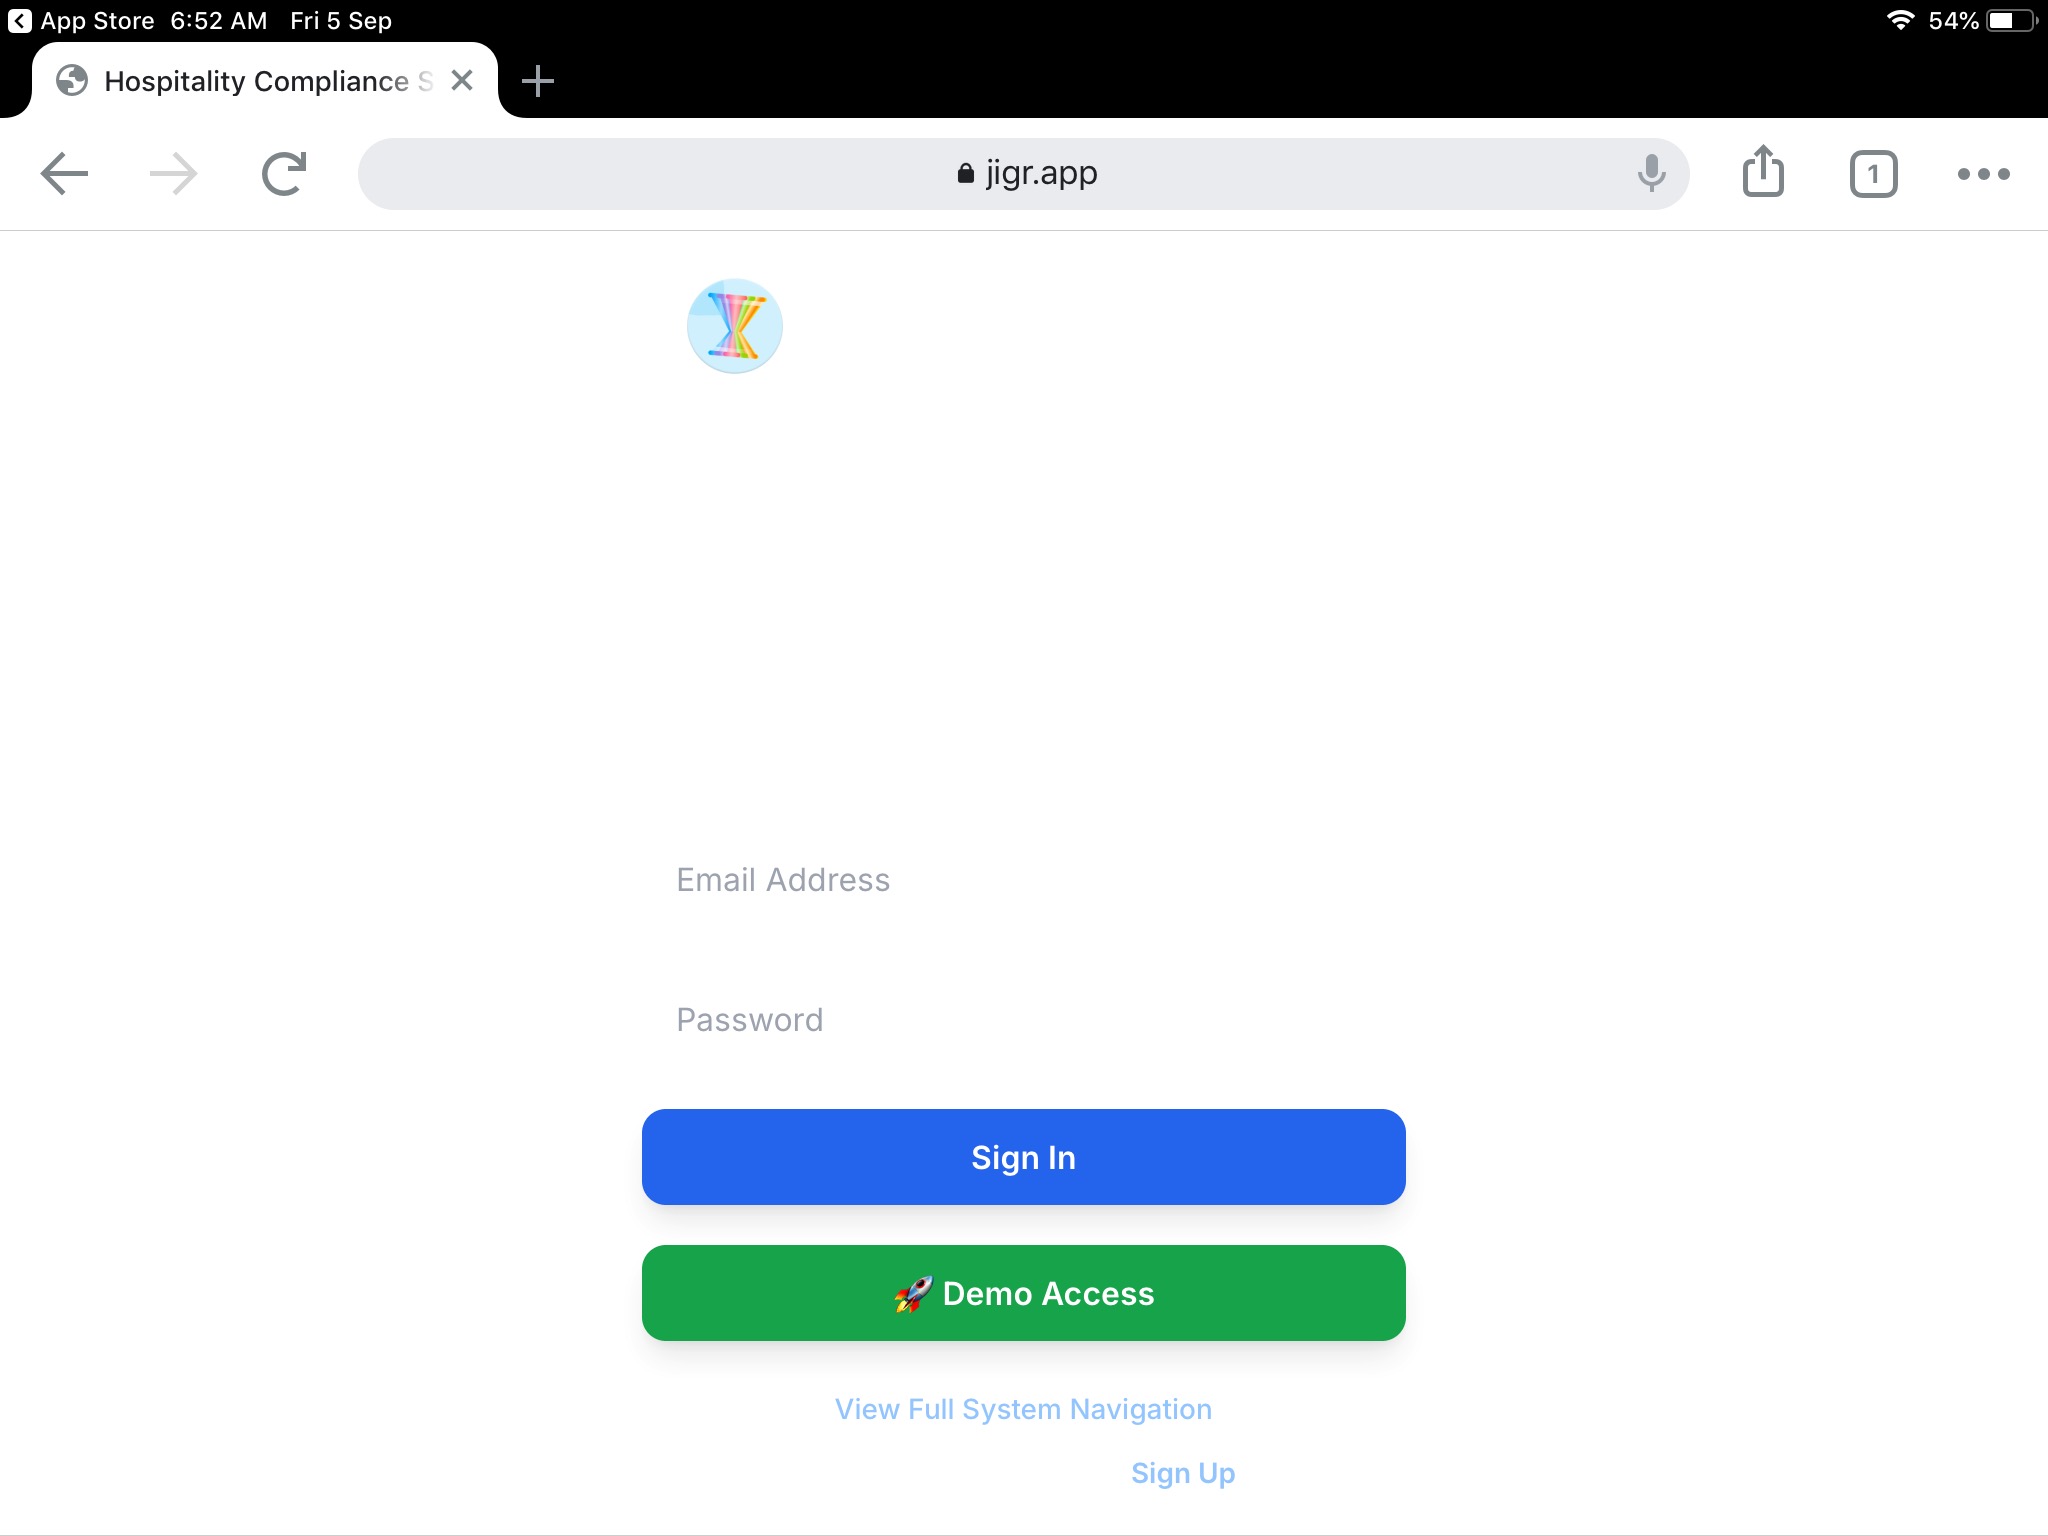 App Store 6:52 AM Fri 5 Sep 54%
Hospitality Compliance S
jigr.app
1
Email Address
Password
Sign In
🚀 Demo Access
View Full System Navigation
Sign Up